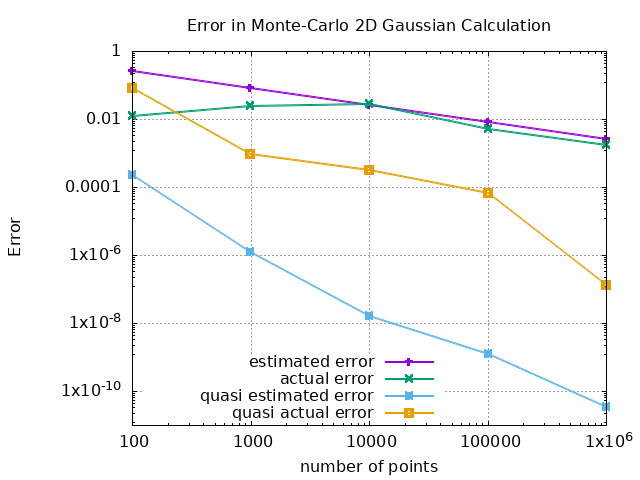 Error in Monte-Carlo 2D Gaussian Calculation
1
0.01
0.0001
1x10⁻⁶
1x10⁻⁸
1x10⁻¹⁰
Error
estimated error
actual error
quasi estimated error
quasi actual error
100 1000 10000 100000 1x10⁶
number of points